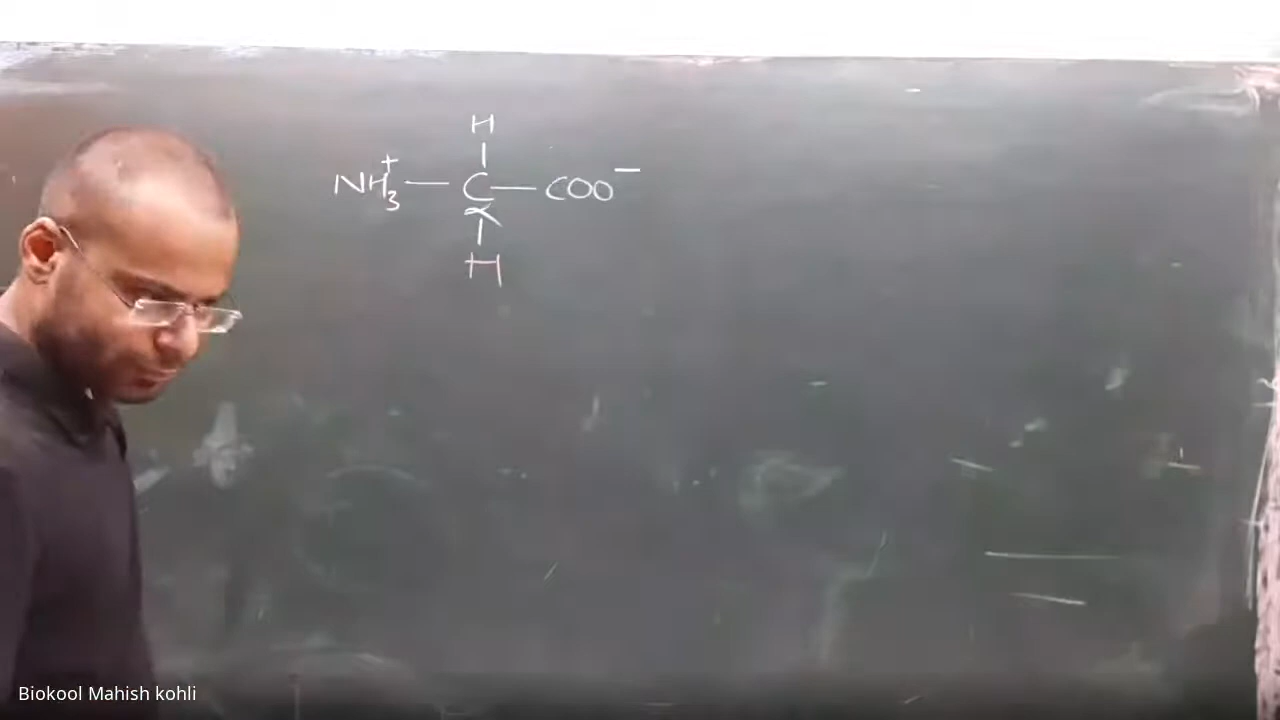 H
NH3+ — C — COO−
α
H
Biokool Mahish kohli